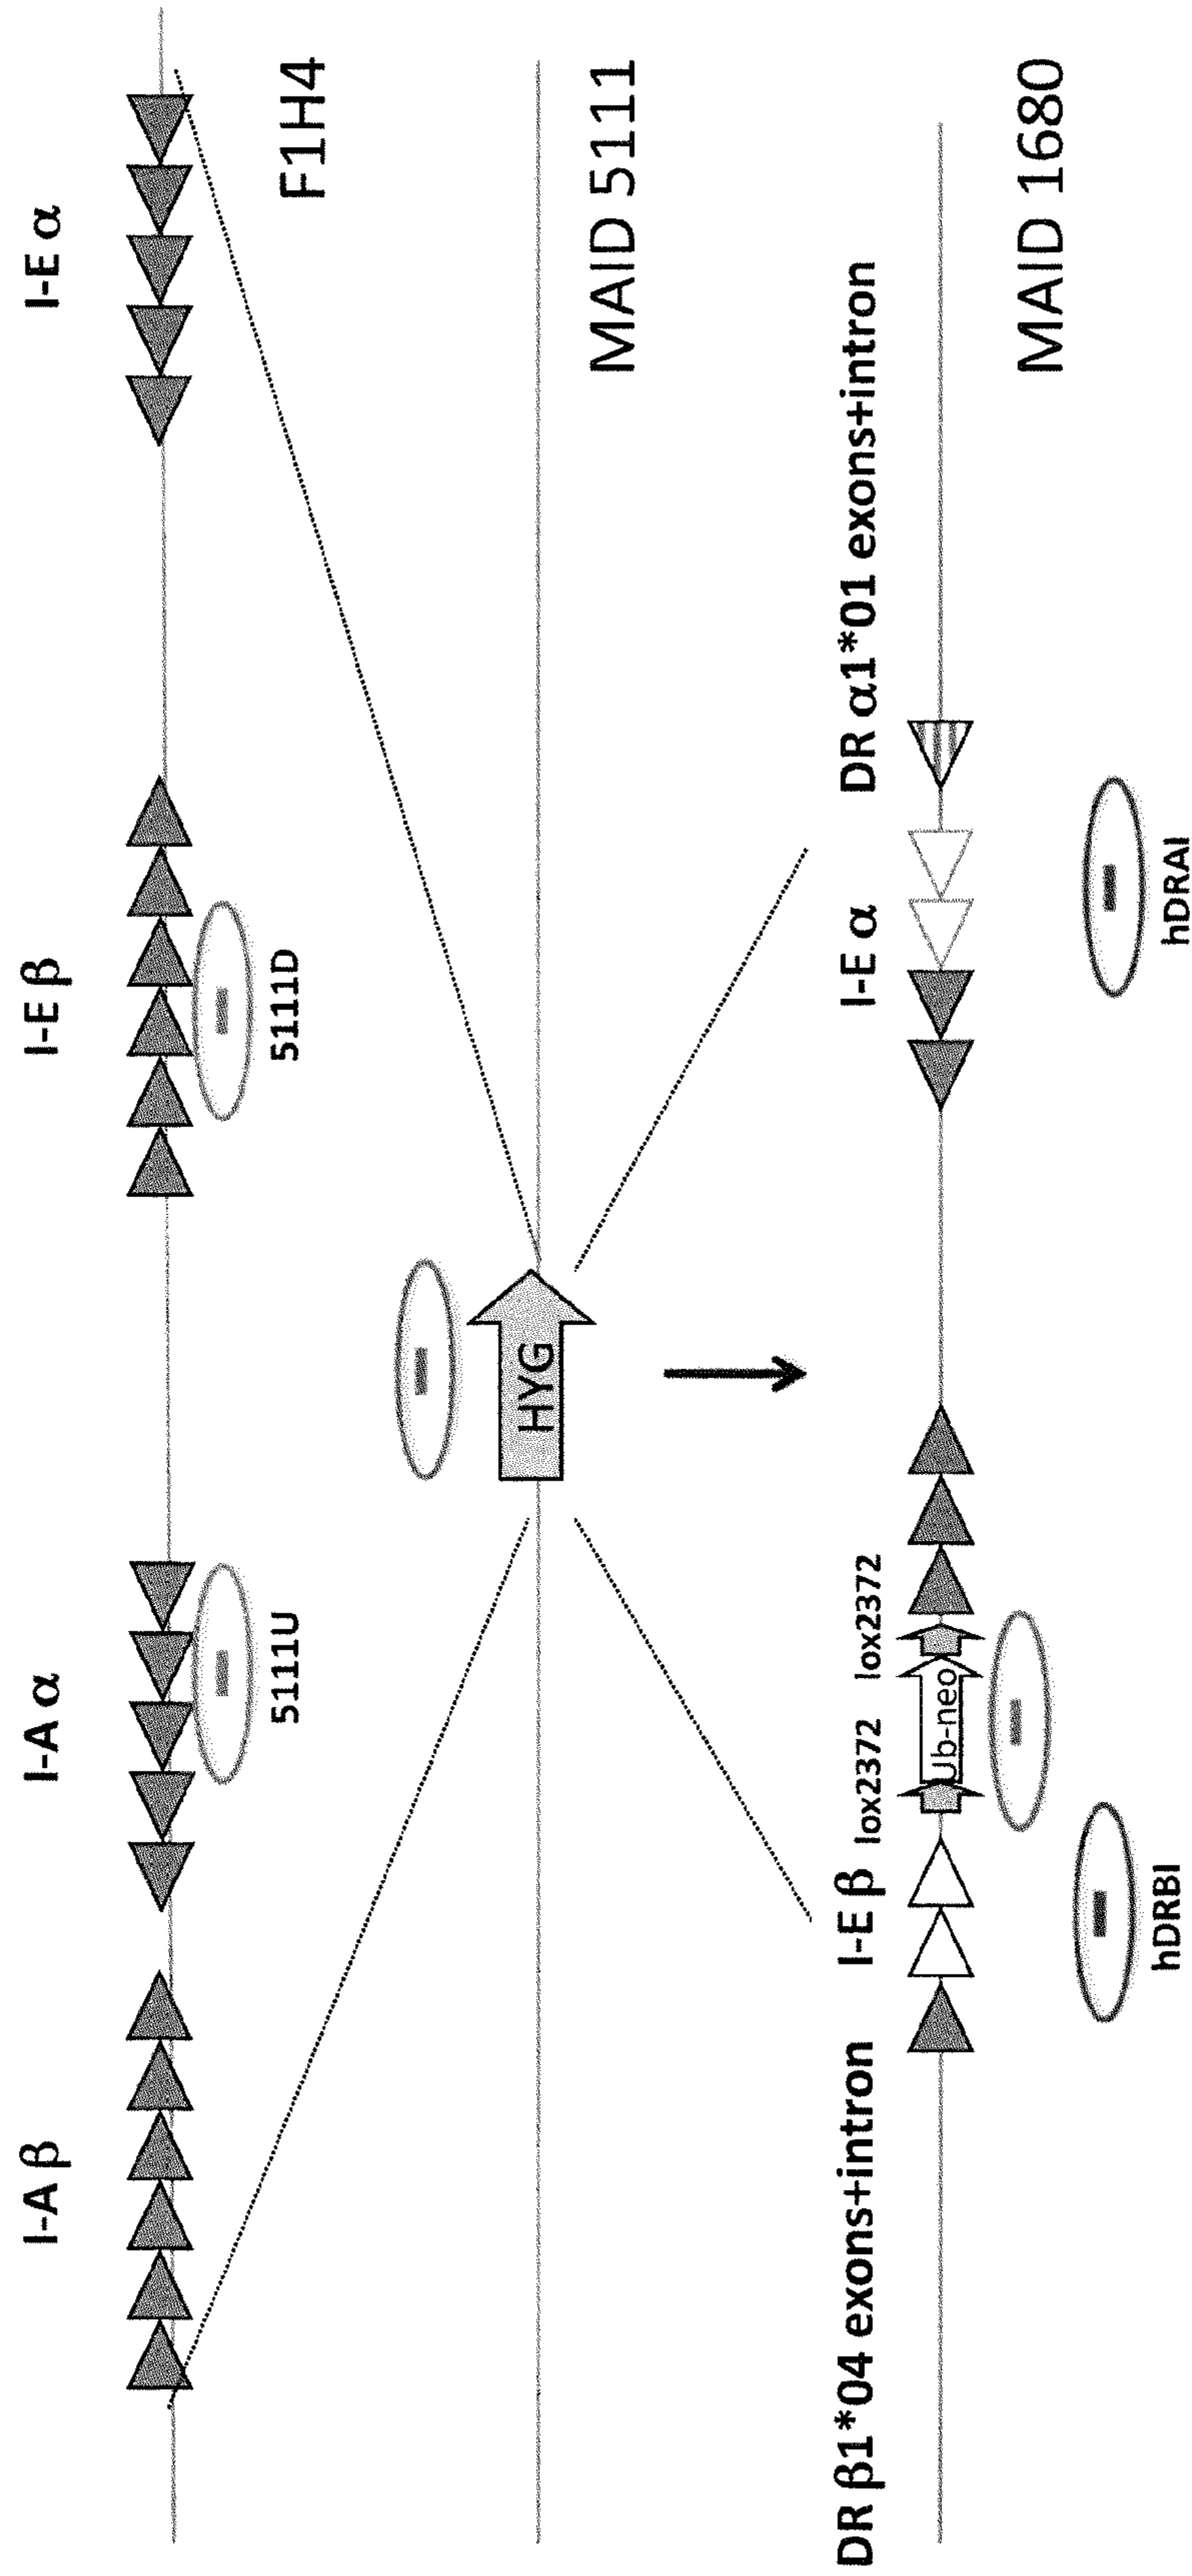 I-A β
I-A α
I-E β
I-E α
5111U
5111D
F1H4
HYG
MAID 5111
DR β1*04 exons+intron
I-E β
lox2372
lox2372
I-E α
DR α1*01 exons+intron
Ub-neo
MAID 1680
hDRBI
hDRAI